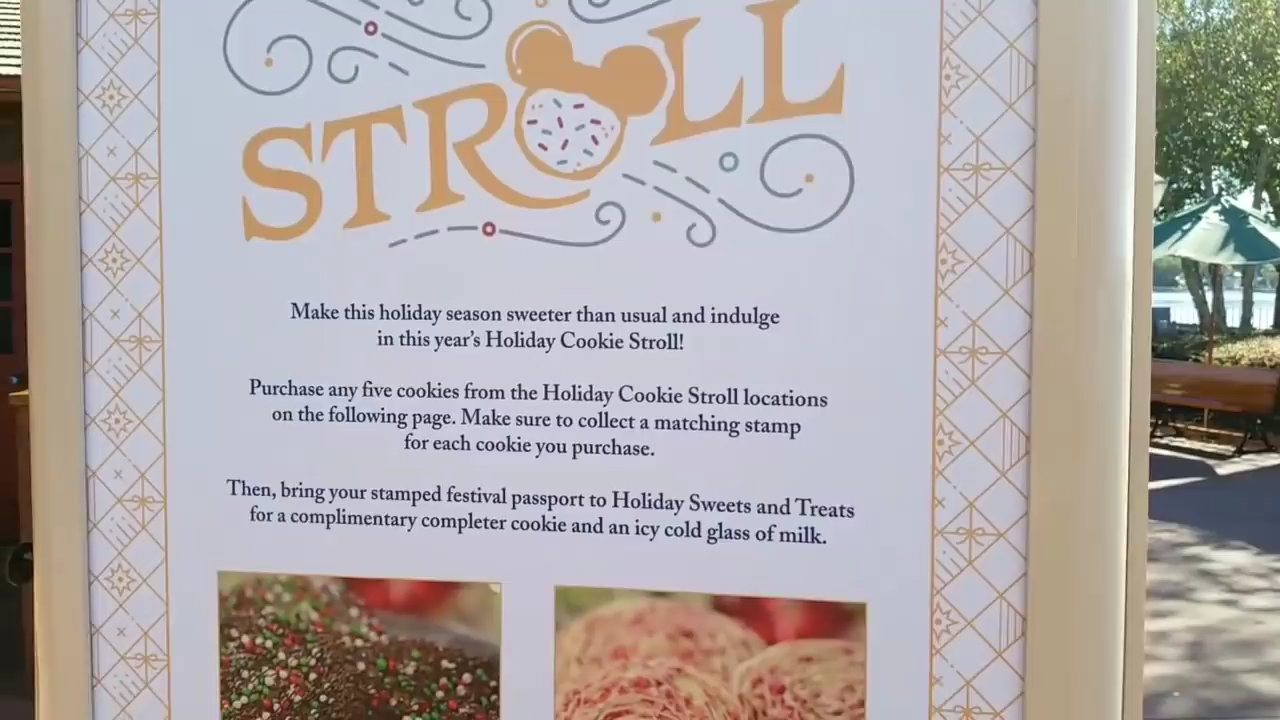 STROLL
Make this holiday season sweeter than usual and indulge
in this year's Holiday Cookie Stroll!
Purchase any five cookies from the Holiday Cookie Stroll locations
on the following page. Make sure to collect a matching stamp
for each cookie you purchase.
Then, bring your stamped festival passport to Holiday Sweets and Treats
for a complimentary completer cookie and an icy cold glass of milk.